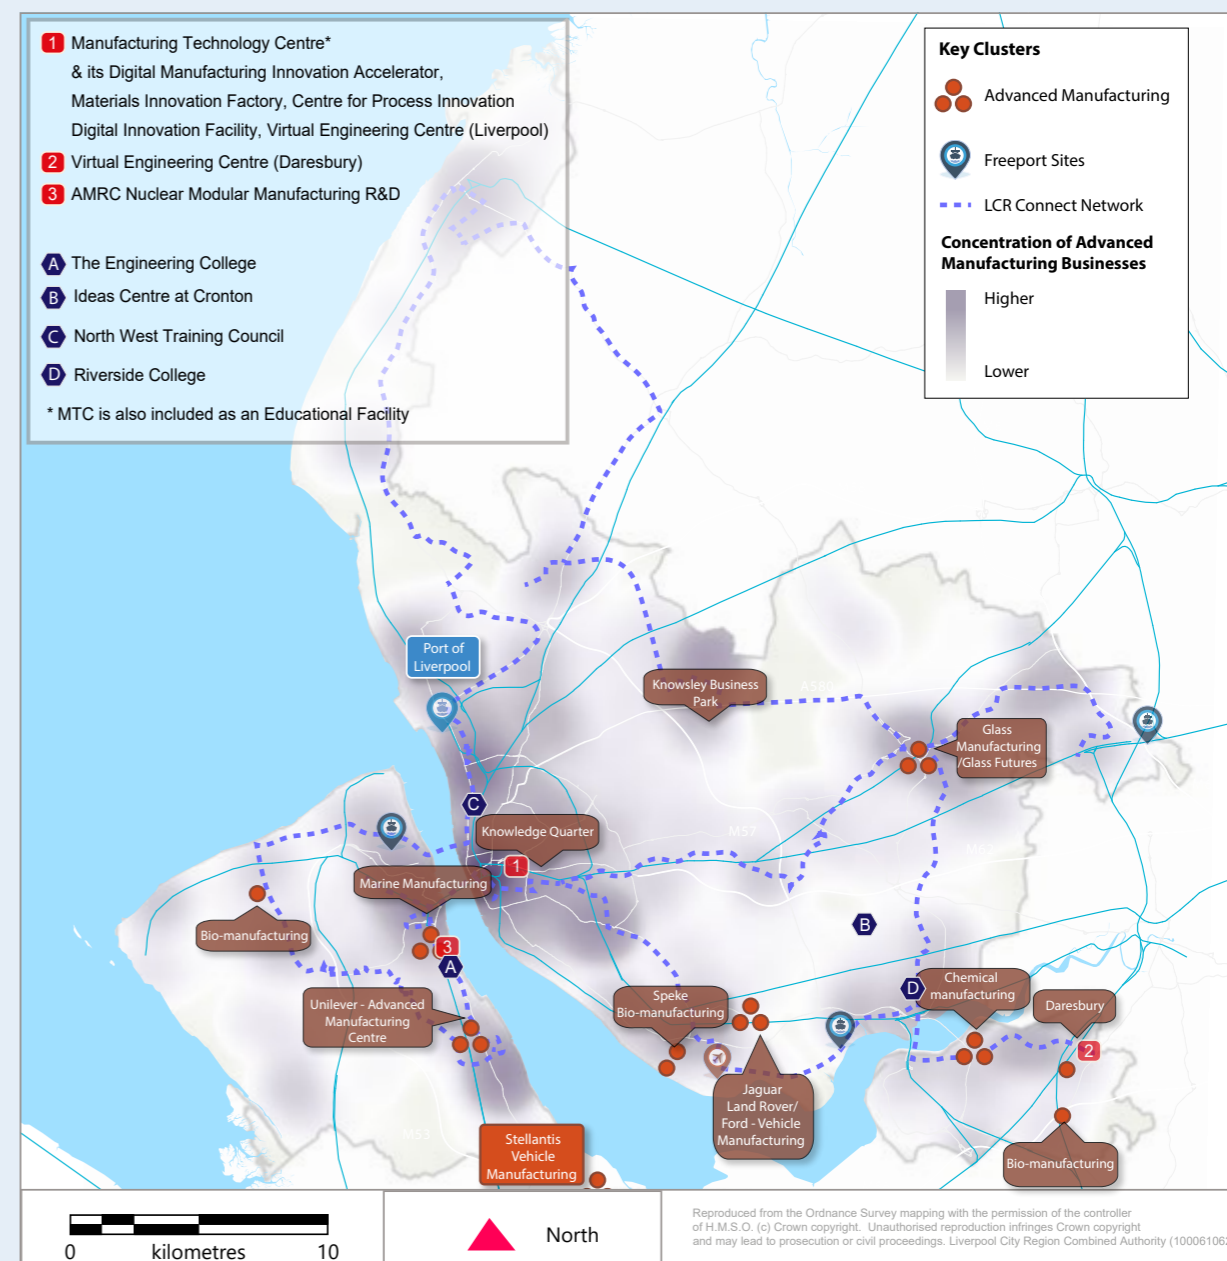 1 Manufacturing Technology Centre*
& its Digital Manufacturing Innovation Accelerator,
Materials Innovation Factory, Centre for Process Innovation
Digital Innovation Facility, Virtual Engineering Centre (Liverpool)
2 Virtual Engineering Centre (Daresbury)
3 AMRC Nuclear Modular Manufacturing R&D
A The Engineering College
B Ideas Centre at Cronton
C North West Training Council
D Riverside College
* MTC is also included as an Educational Facility
Key Clusters
Advanced Manufacturing
Freeport Sites
LCR Connect Network
Concentration of Advanced
Manufacturing Businesses
Higher
Lower
Port of
Liverpool
Knowsley Business
Park
A580
Glass
Manufacturing
/Glass Futures
C
Knowledge Quarter
M57
M62
1
Marine Manufacturing
Bio-manufacturing
3
A
B
D
Unilever - Advanced
Manufacturing
Centre
Speke
Bio-manufacturing
Chemical
manufacturing
Daresbury
2
Jaguar
Land Rover/
Ford - Vehicle
Manufacturing
M53
Stellantis
Vehicle
Manufacturing
Bio-manufacturing
0 kilometres 10
North
Reproduced from the Ordnance Survey mapping with the permission of the controller
of H.M.S.O. (c) Crown copyright. Unauthorised reproduction infringes Crown copyright
and may lead to prosecution or civil proceedings. Liverpool City Region Combined Authority (100061062